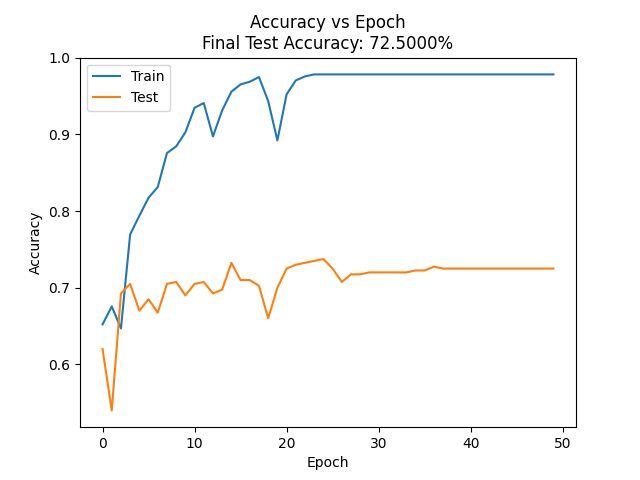 Accuracy vs Epoch
Final Test Accuracy: 72.5000%
1.0
0.9
0.8
0.7
0.6
Accuracy
Train
Test
0 10 20 30 40 50
Epoch